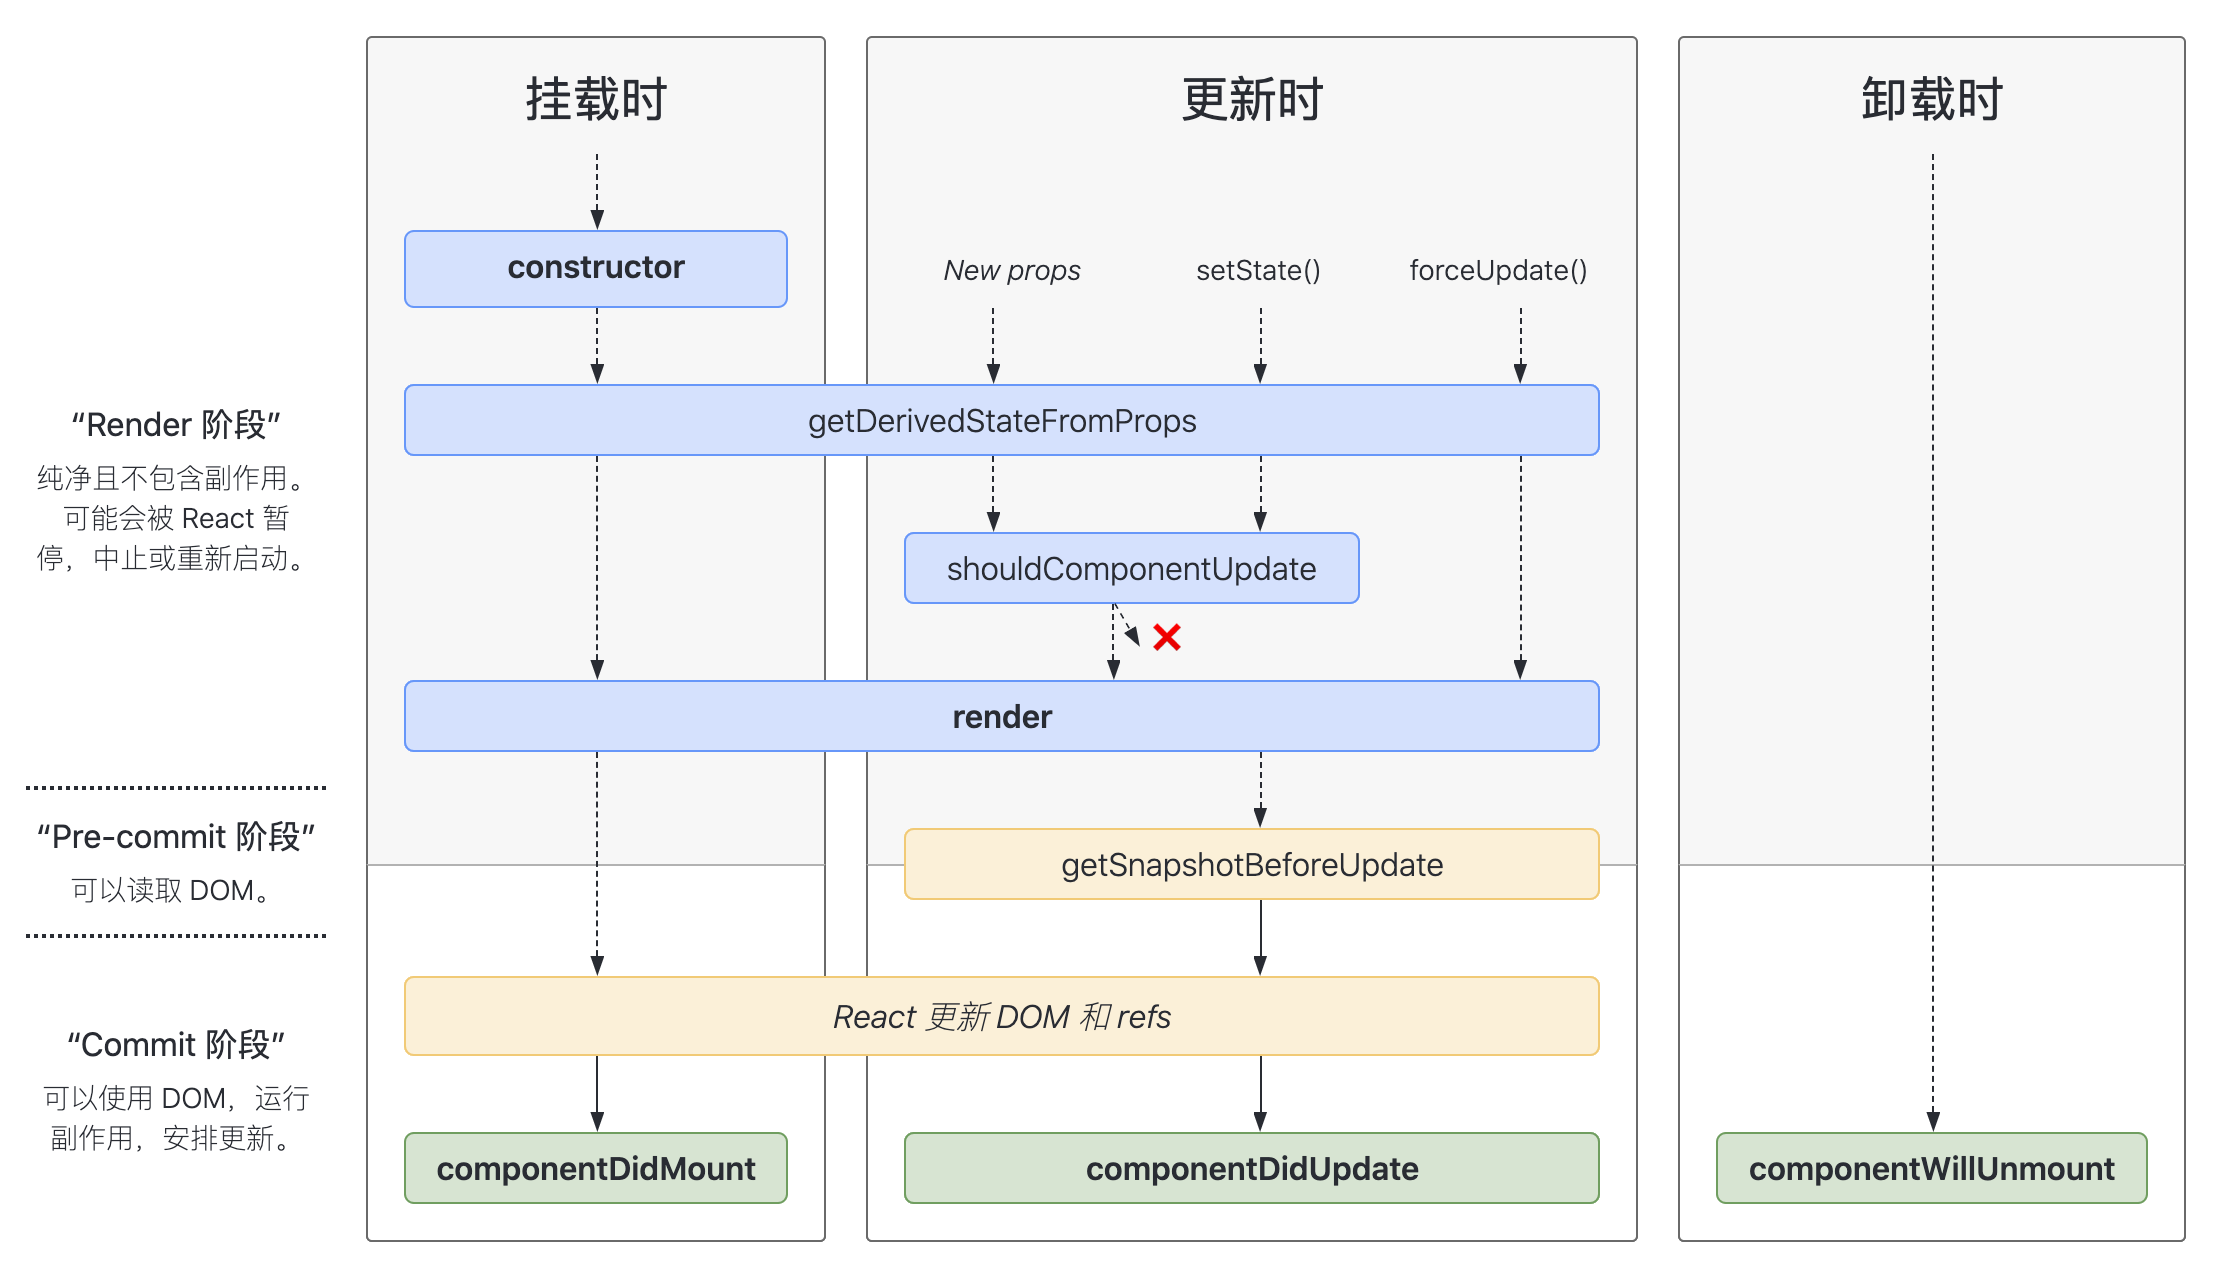 挂载时
更新时
卸载时
constructor
New props
setState()
forceUpdate()
getDerivedStateFromProps
“Render 阶段”
纯净且不包含副作用。
可能会被 React 暂
停，中止或重新启动。
shouldComponentUpdate
render
“Pre-commit 阶段”
可以读取 DOM。
getSnapshotBeforeUpdate
React 更新 DOM 和 refs
“Commit 阶段”
可以使用 DOM，运行
副作用，安排更新。
componentDidMount
componentDidUpdate
componentWillUnmount